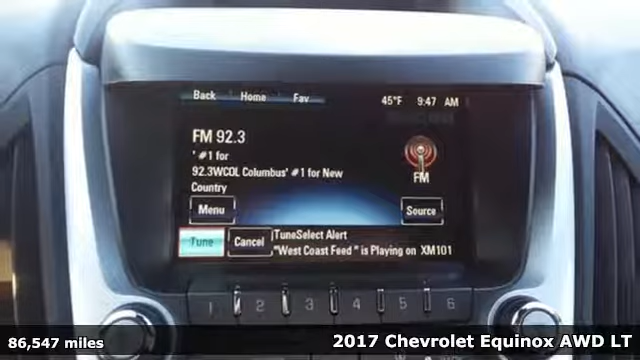 Back Home Fav 45°F 9:47 AM
FM 92.3
' #1 for
92.3WCOL Columbus' #1 for New
Country
FM
Menu Source
Tune Cancel TuneSelect Alert
"West Coast Feed " is Playing on XM101
1 2 3 4 5 6
86,547 miles 2017 Chevrolet Equinox AWD LT